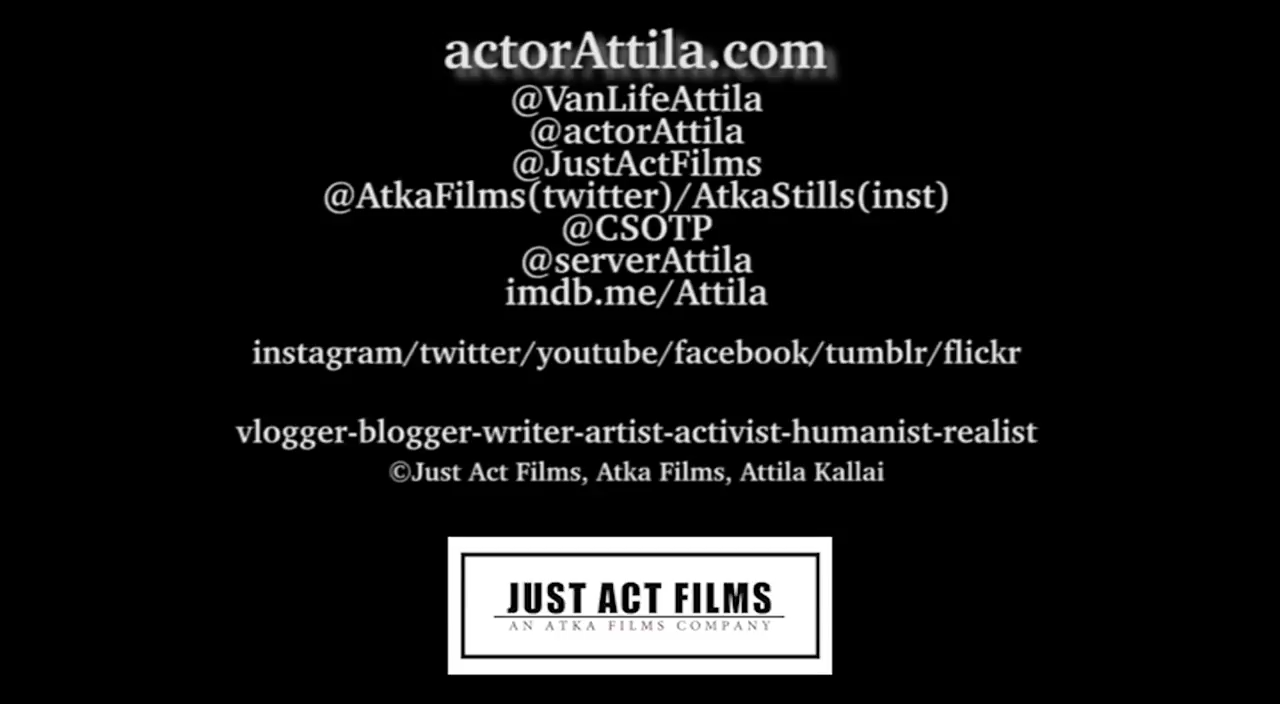 actorAttila.com
@VanLifeAttila
@actorAttila
@JustActFilms
@AtkaFilms(twitter)/AtkaStills(inst)
@CSOTP
@serverAttila
imdb.me/Attila
instagram/twitter/youtube/facebook/tumblr/flickr
vlogger-blogger-writer-artist-activist-humanist-realist
©Just Act Films, Atka Films, Attila Kallai
JUST ACT FILMS
AN ATKA FILMS COMPANY